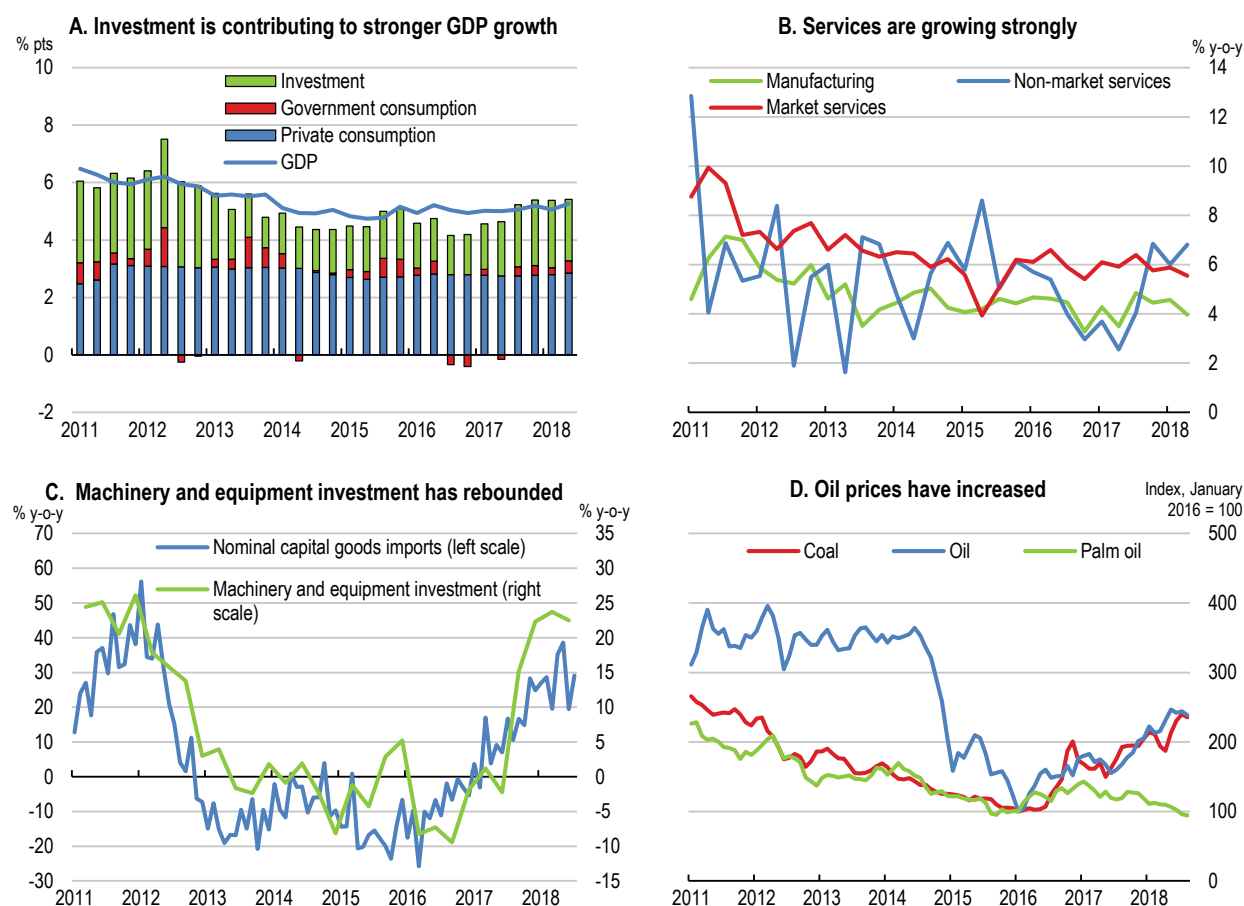 A. Investment is contributing to stronger GDP growth
% pts
10
8
6
4
2
0
-2
Investment
Government consumption
Private consumption
GDP
2011 2012 2013 2014 2015 2016 2017 2018
B. Services are growing strongly
% y-o-y
14
12
10
8
6
4
2
0
Manufacturing
Non-market services
Market services
2011 2012 2013 2014 2015 2016 2017 2018
C. Machinery and equipment investment has rebounded
% y-o-y
% y-o-y
70
60
50
40
30
20
10
0
-10
-20
-30
Nominal capital goods imports (left scale)
Machinery and equipment investment (right
scale)
35
30
25
20
15
10
5
0
-5
-10
-15
2011 2012 2013 2014 2015 2016 2017 2018
D. Oil prices have increased
Index, January
2016 = 100
500
400
300
200
100
0
Coal
Oil
Palm oil
2011 2012 2013 2014 2015 2016 2017 2018